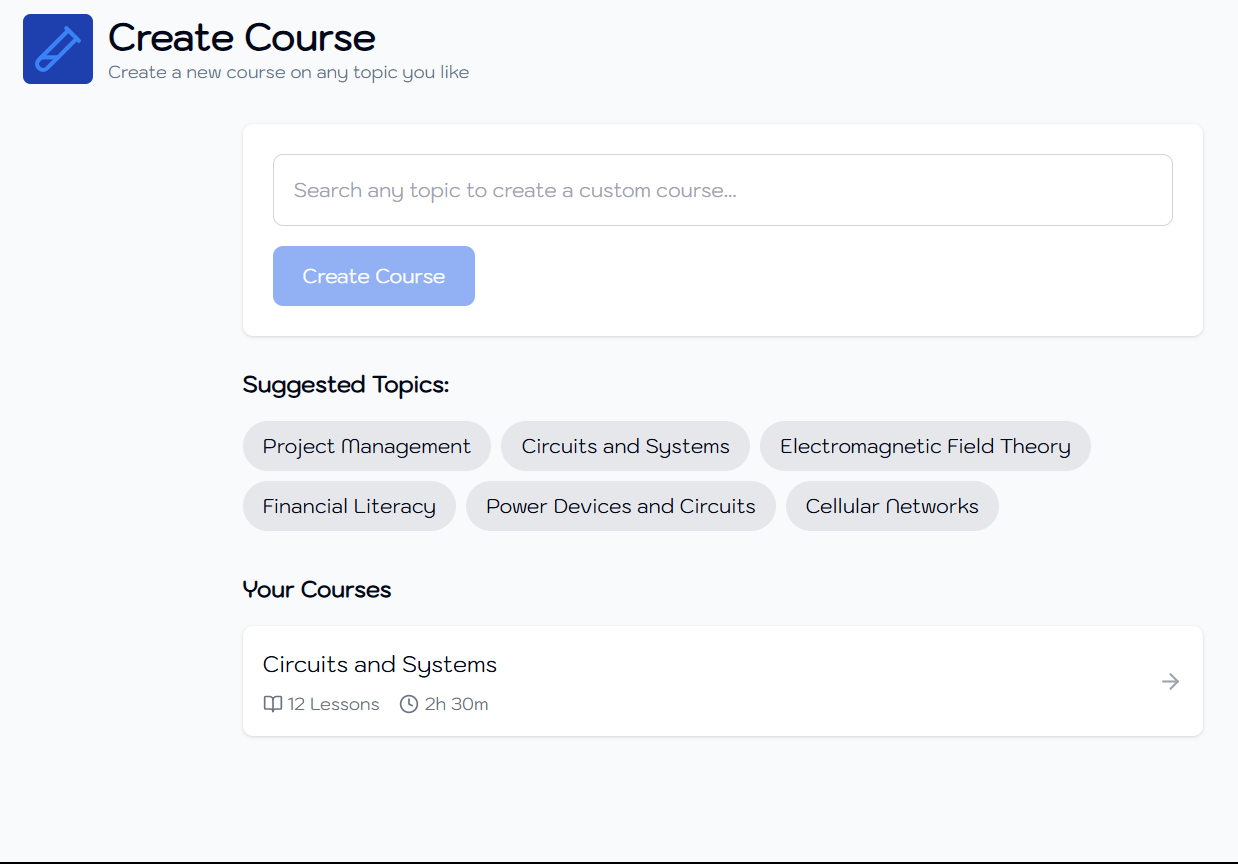 Create Course
Create a new course on any topic you like
Search any topic to create a custom course...
Create Course
Suggested Topics:
Project Management Circuits and Systems Electromagnetic Field Theory
Financial Literacy Power Devices and Circuits Cellular Networks
Your Courses
Circuits and Systems
12 Lessons 2h 30m